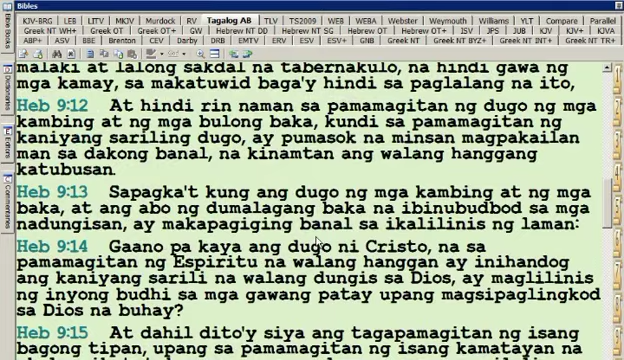 Bibles
KJV-BRG LEB LITV MKJV Murdock RV Tagalog AB TLV TS2009 WEB WEBA Webster Weymouth Williams YLT Compare Parallel
Greek NT WH+ Greek OT Greek OT+ GW Hebrew NT DD Hebrew NT SG Hebrew OT Hebrew OT+ ISV JPS JUB KJV KJV+ KJVA
ABP+ ASV BBE Bishops CEV Darby DRB EMTV ERV ESV ESV+ GNB Greek NT Greek NT BYZ+ Greek NT INT+ Greek NT TR+
Bible Books
Dictionaries
Editors
Commentaries
malaki at lalong sakdal na tabernakulo, na hindi gawa ng
mga kamay, sa makatuwid baga'y hindi sa paglalang na ito,
Heb 9:12 At hindi rin naman sa pamamagitan ng dugo ng mga
kambing at ng mga bulong baka, kundi sa pamamagitan ng
kaniyang sariling dugo, ay pumasok na minsan magpakailan
man sa dakong banal, na kinamtan ang walang hanggang
katubusan.
Heb 9:13 Sapagka't kung ang dugo ng mga kambing at ng mga
baka, at ang abo ng dumalagang baka na ibinubudbod sa mga
nadungisan, ay makapagiging banal sa ikalilinis ng laman:
Heb 9:14 Gaano pa kaya ang dugo ni Cristo, na sa
pamamagitan ng Espiritu na walang hanggan ay inihandog
ang kaniyang sarili na walang dungis sa Dios, ay maglilinis
ng inyong budhi sa mga gawang patay upang magsipaglingkod
sa Dios na buhay?
Heb 9:15 At dahil dito'y siya ang tagapamagitan ng isang
bagong tipan, upang sa pamamagitan ng isang kamatayan na